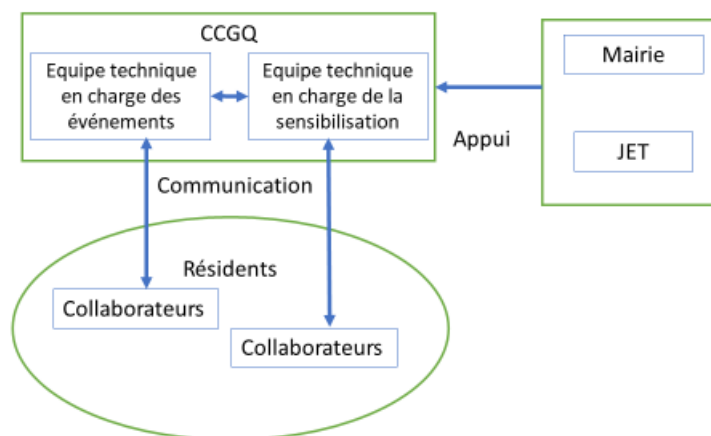 CCGQ
Equipe technique
en charge des
événements
Equipe technique
en charge de la
sensibilisation
Mairie
JET
Appui
Communication
Résidents
Collaborateurs
Collaborateurs